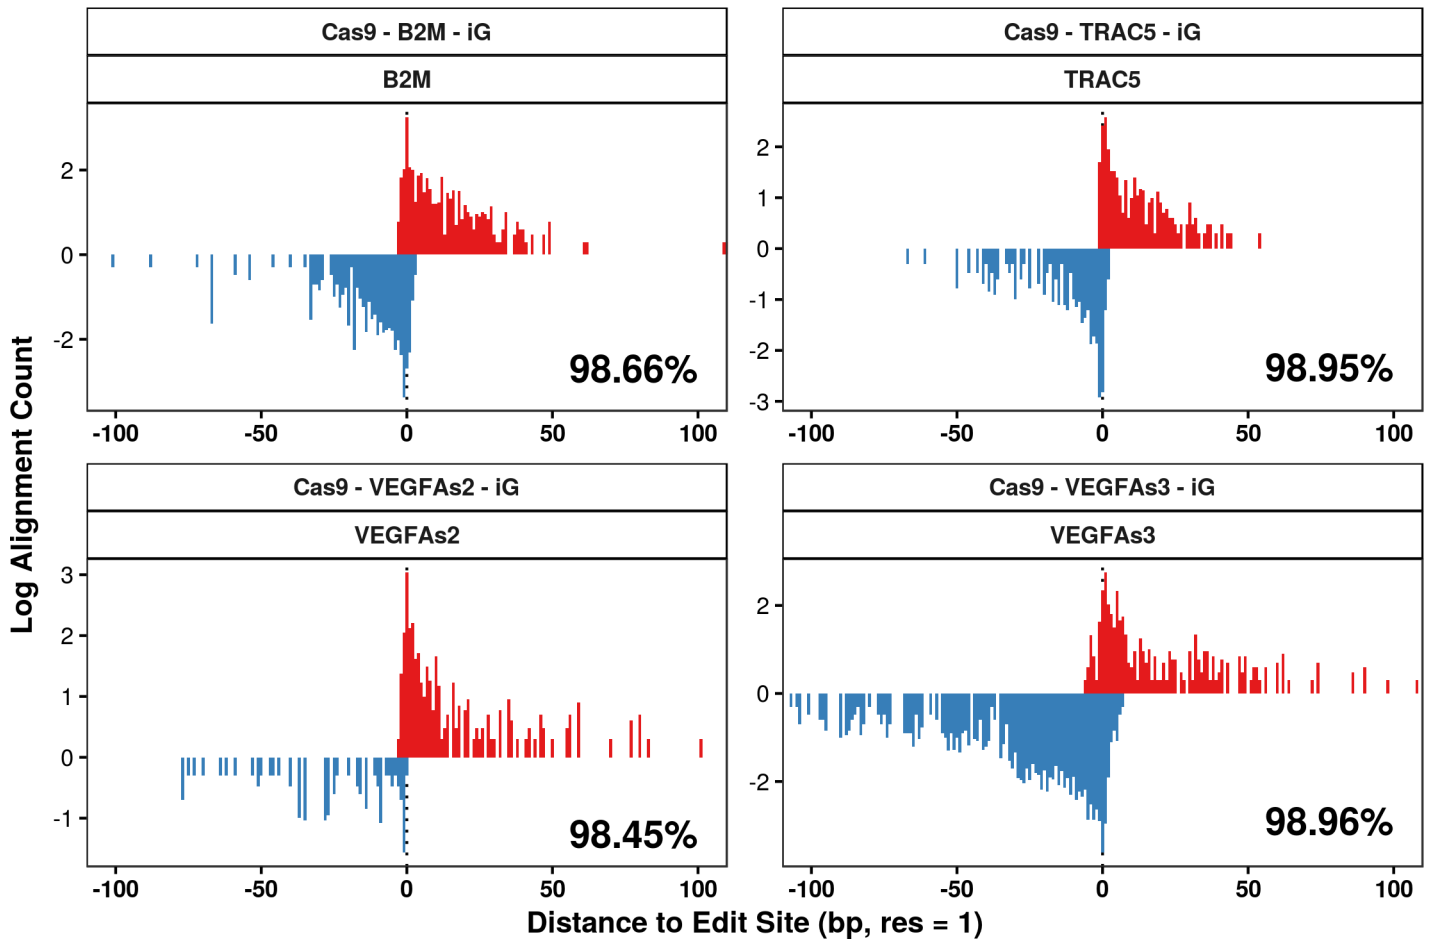 Cas9 - B2M - iG
B2M
2
0
-2
98.66%
-100 -50 0 50 100
Cas9 - TRAC5 - iG
TRAC5
2
1
0
-1
-2
-3
98.95%
-100 -50 0 50 100
Cas9 - VEGFAs2 - iG
VEGFAs2
3
2
1
0
-1
98.45%
-100 -50 0 50 100
Cas9 - VEGFAs3 - iG
VEGFAs3
2
0
-2
98.96%
-100 -50 0 50 100
Log Alignment Count
Distance to Edit Site (bp, res = 1)